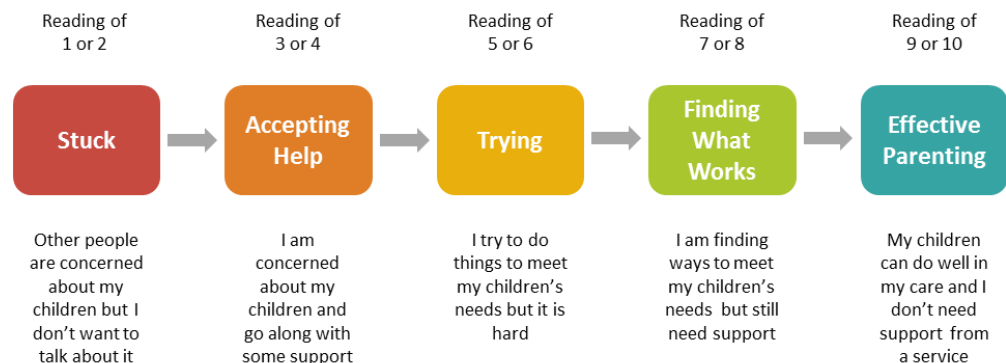 Reading of
1 or 2
Reading of
3 or 4
Reading of
5 or 6
Reading of
7 or 8
Reading of
9 or 10
Stuck
Accepting
Help
Trying
Finding
What
Works
Effective
Parenting
Other people
are concerned
about my
children but I
don’t want to
talk about it
I am
concerned
about my
children and
go along with
some support
I try to do
things to meet
my children’s
needs but it is
hard
I am finding
ways to meet
my children’s
needs but still
need support
My children
can do well in
my care and I
don’t need
support from
a service